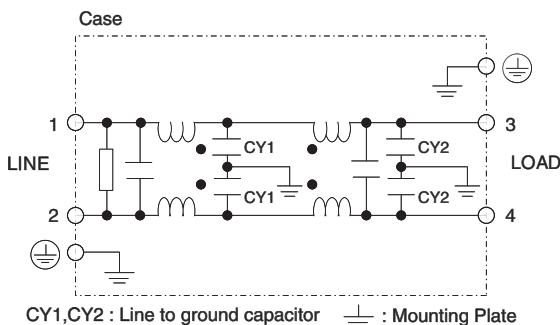 Case
1
3
CY1
CY2
LINE
LOAD
CY1
CY2
2
4
CY1,CY2 : Line to ground capacitor
: Mounting Plate